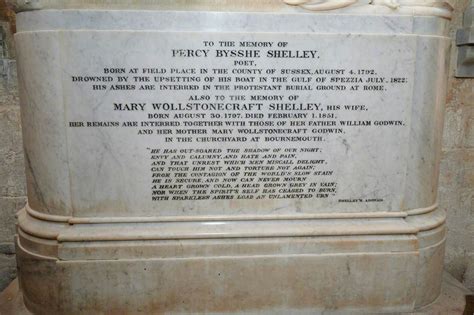 TO THE MEMORY OF
PERCY BYSSHE SHELLEY,
POET,
BORN AT FIELD PLACE IN THE COUNTY OF SUSSEX, AUGUST 4, 1792,
DROWNED BY THE UPSETTING OF HIS BOAT IN THE GULF OF SPEZZIA JULY, 1822.
HIS ASHES ARE INTERRED IN THE PROTESTANT BURIAL GROUND AT ROME.
ALSO TO THE MEMORY OF
MARY WOLLSTONECRAFT SHELLEY, HIS WIFE,
BORN AUGUST 30. 1797. DIED FEBRUARY 1. 1851.
HER REMAINS ARE INTERRED TOGETHER WITH THOSE OF HER FATHER WILLIAM GODWIN,
AND HER MOTHER MARY WOLLSTONECRAFT GODWIN,
IN THE CHURCHYARD AT BOURNEMOUTH.
"HE HAS OUT-SOARED THE SHADOW OF OUR NIGHT;
ENVY AND CALUMNY, AND HATE AND PAIN,
AND THAT UNREST WHICH MEN MISCALL DELIGHT,
CAN TOUCH HIM NOT AND TORTURE NOT AGAIN;
FROM THE CONTAGION OF THE WORLD'S SLOW STAIN
HE IS SECURE, AND NOW CAN NEVER MOURN
A HEART GROWN COLD, A HEAD GROWN GREY IN VAIN;
NOR WHEN THE SPIRIT'S SELF HAS CEASED TO BURN,
WITH SPARKLESS ASHES LOAD AN UNLAMENTED URN"
SHELLEY'S ADONAIS.